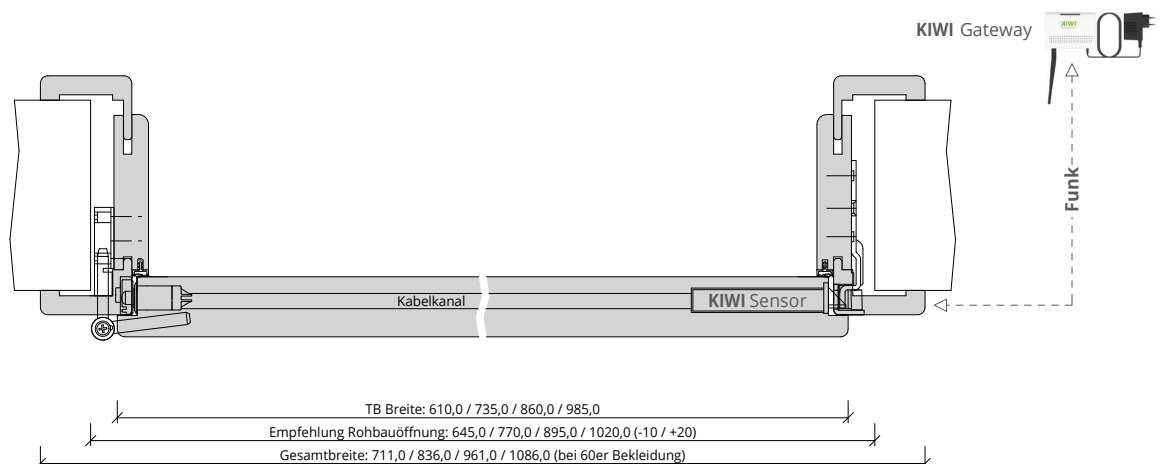 KIWI Gateway
KIWI
Funk
Kabelkanal
KIWI Sensor
TB Breite: 610,0 / 735,0 / 860,0 / 985,0
Empfehlung Rohbauöffnung: 645,0 / 770,0 / 895,0 / 1020,0 (-10 / +20)
Gesamtbreite: 711,0 / 836,0 / 961,0 / 1086,0 (bei 60er Bekleidung)